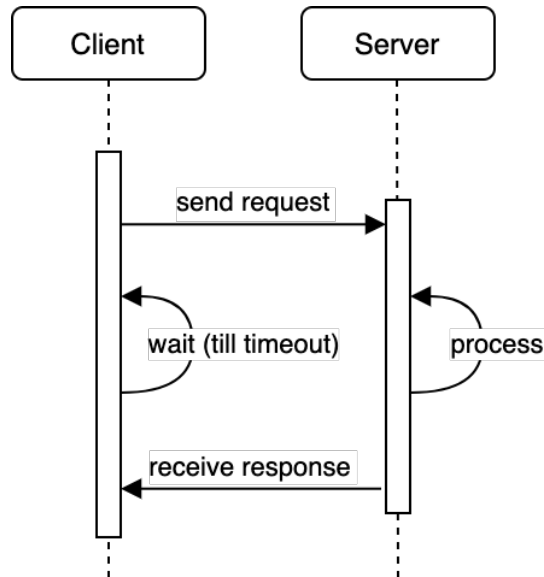 Client
Server
send request
wait (till timeout)
process
receive response